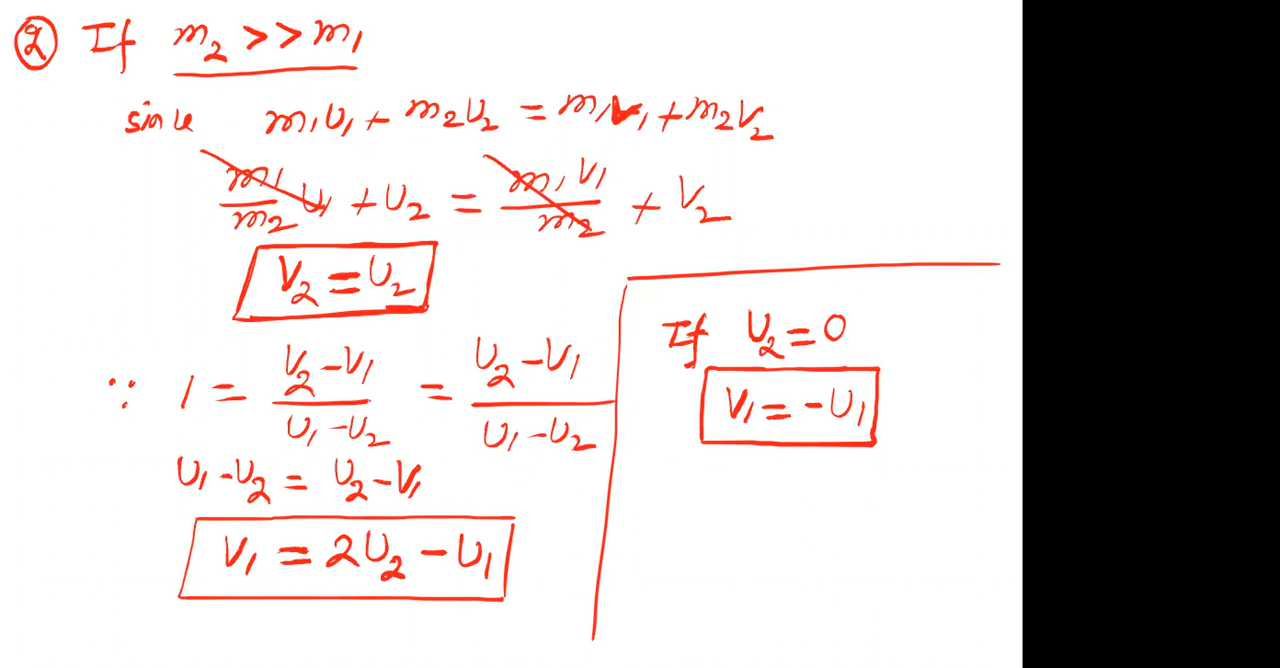 ② If m₂ >> m₁
since m₁U₁ + m₂U₂ = m₁V₁ + m₂V₂
m₁/m₂ U₁ + U₂ = m₁V₁/m₂ + V₂
V₂ = U₂
∵ 1 = (V₂ - V₁)/(U₁ - U₂) = (U₂ - V₁)/(U₁ - U₂)
U₁ - U₂ = U₂ - V₁
V₁ = 2U₂ - U₁
If U₂ = 0
V₁ = -U₁